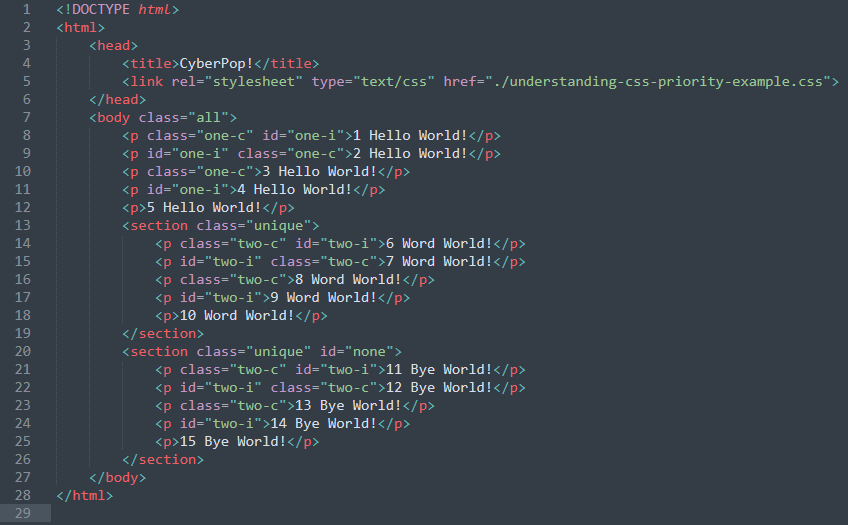 1 <!DOCTYPE html>
2 <html>
3 <head>
4 <title>CyberPop!</title>
5 <link rel="stylesheet" type="text/css" href="./understanding-css-priority-example.css">
6 </head>
7 <body class="all">
8 <p class="one-c" id="one-i">1 Hello World!</p>
9 <p id="one-i" class="one-c">2 Hello World!</p>
10 <p class="one-c">3 Hello World!</p>
11 <p id="one-i">4 Hello World!</p>
12 <p>5 Hello World!</p>
13 <section class="unique">
14 <p class="two-c" id="two-i">6 Word World!</p>
15 <p id="two-i" class="two-c">7 Word World!</p>
16 <p class="two-c">8 Word World!</p>
17 <p id="two-i">9 Word World!</p>
18 <p>10 Word World!</p>
19 </section>
20 <section class="unique" id="none">
21 <p class="two-c" id="two-i">11 Bye World!</p>
22 <p id="two-i" class="two-c">12 Bye World!</p>
23 <p class="two-c">13 Bye World!</p>
24 <p id="two-i">14 Bye World!</p>
25 <p>15 Bye World!</p>
26 </section>
27 </body>
28 </html>
29